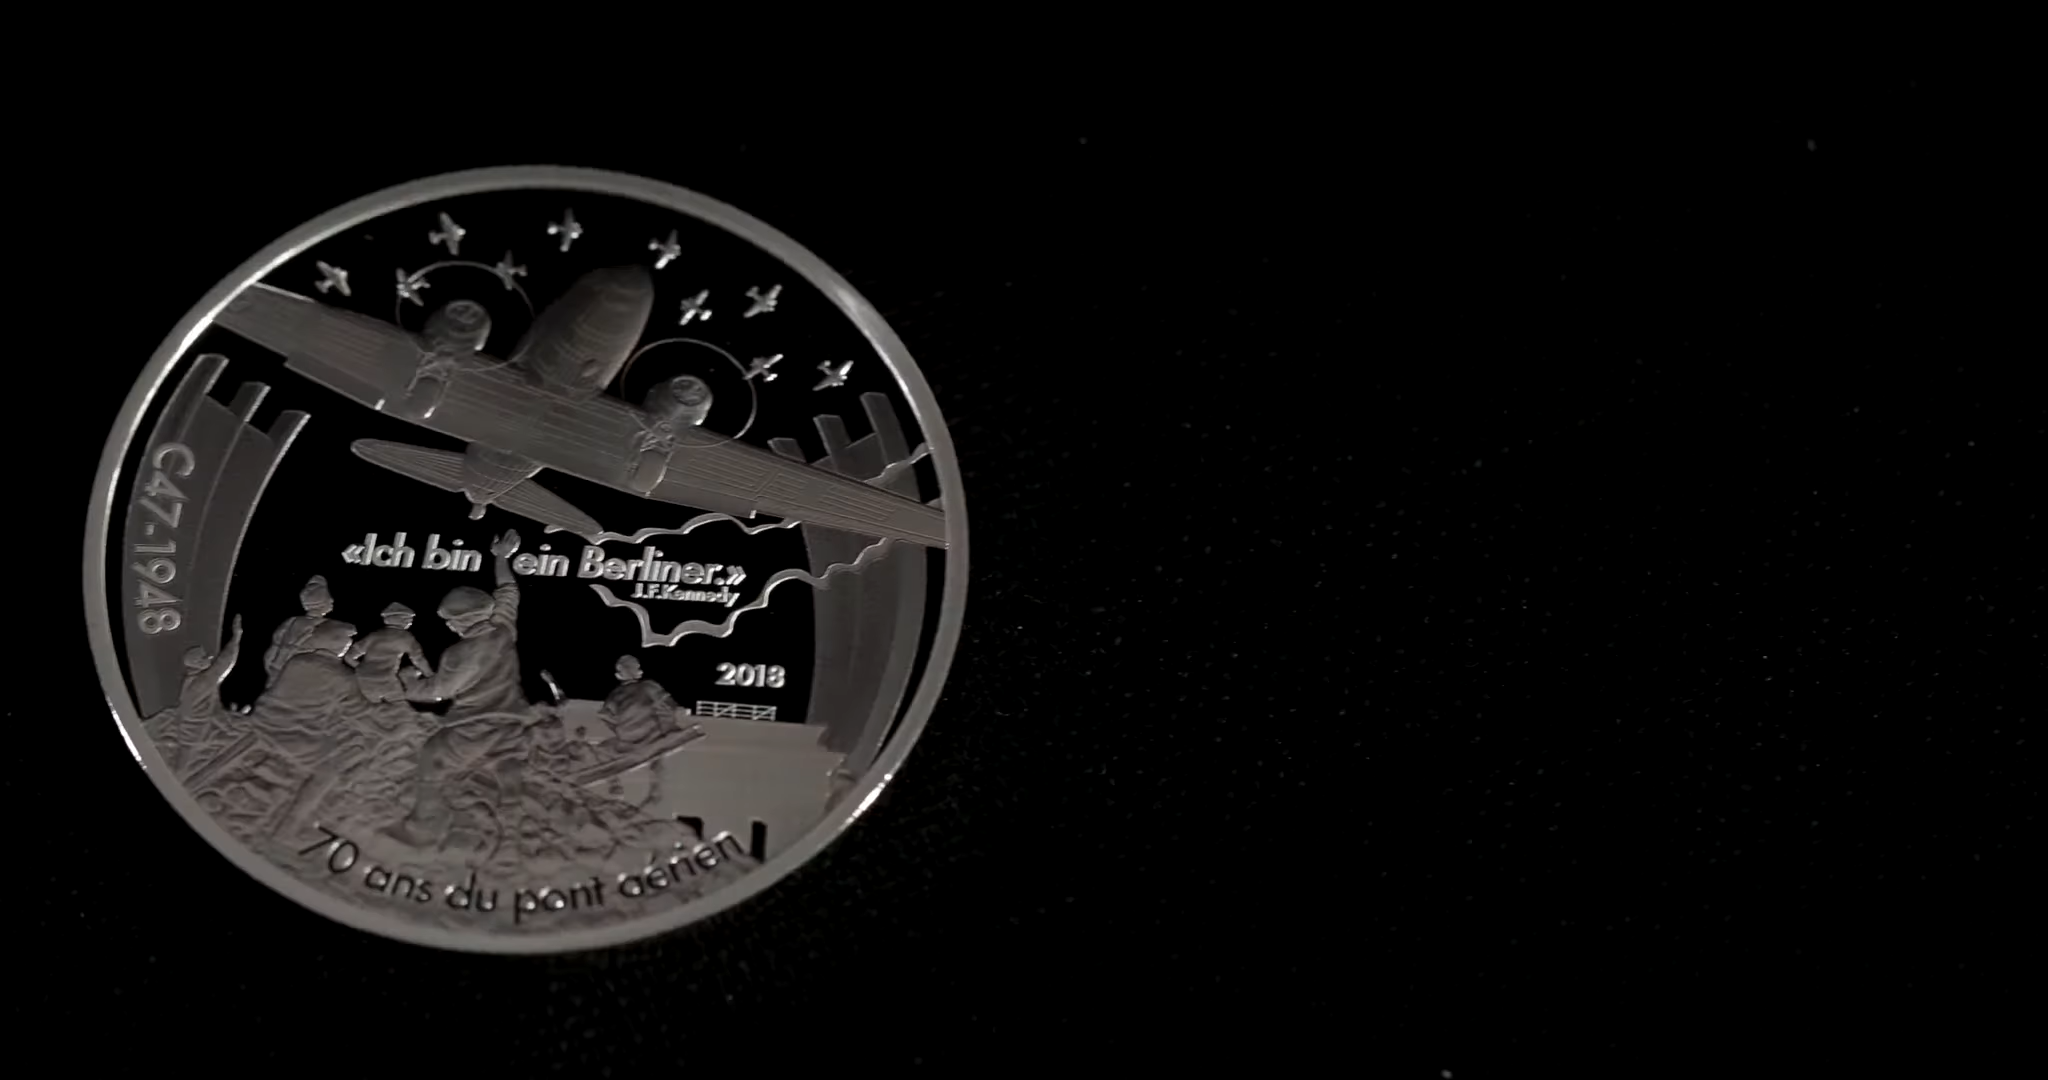 C47-1948
«Ich bin ein Berliner.»
J.F.Kennedy
2018
70 ans du pont aérien